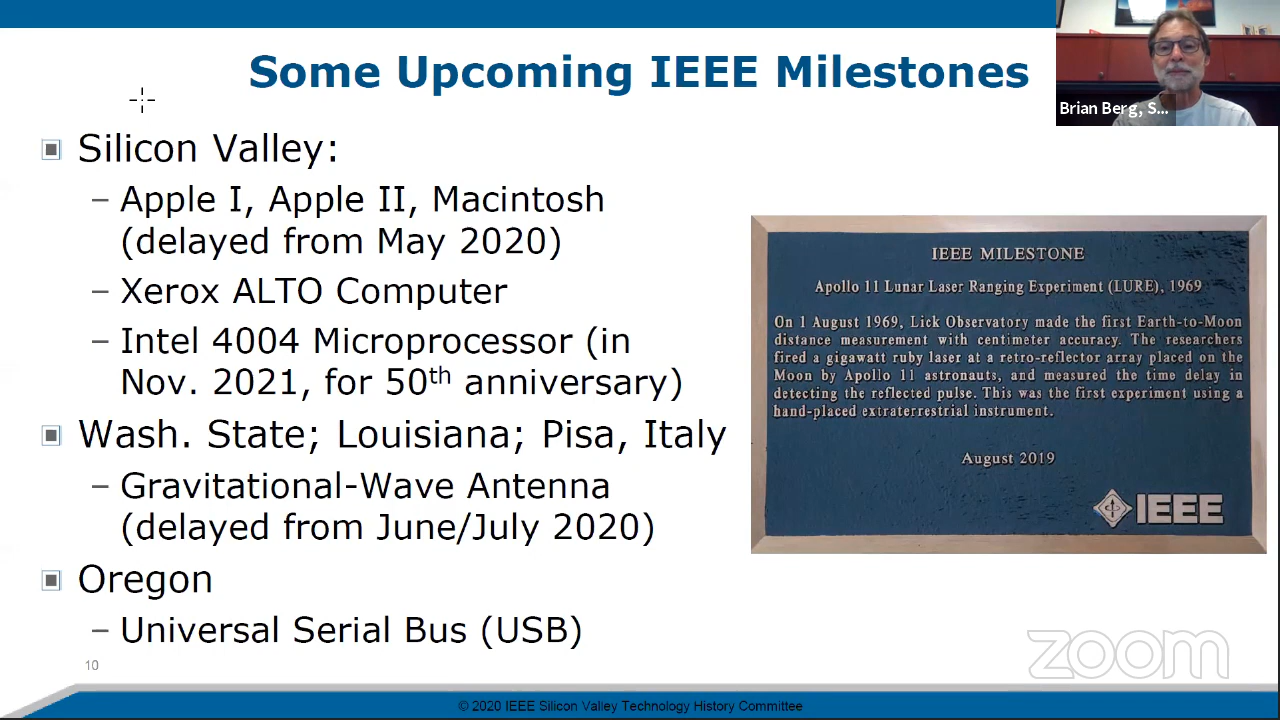 Some Upcoming IEEE Milestones
Brian Berg, S...
Silicon Valley:
– Apple I, Apple II, Macintosh
(delayed from May 2020)
– Xerox ALTO Computer
– Intel 4004 Microprocessor (in
Nov. 2021, for 50th anniversary)
Wash. State; Louisiana; Pisa, Italy
– Gravitational-Wave Antenna
(delayed from June/July 2020)
Oregon
– Universal Serial Bus (USB)
IEEE MILESTONE
Apollo 11 Lunar Laser Ranging Experiment (LURE), 1969
On 1 August 1969, Lick Observatory made the first Earth-to-Moon
distance measurement with centimeter accuracy. The researchers
fired a gigawatt ruby laser at a retro-reflector array placed on the
Moon by Apollo 11 astronauts, and measured the time delay in
detecting the reflected pulse. This was the first experiment using a
hand-placed extraterrestrial instrument.
August 2019
IEEE
zoom
10
© 2020 IEEE Silicon Valley Technology History Committee